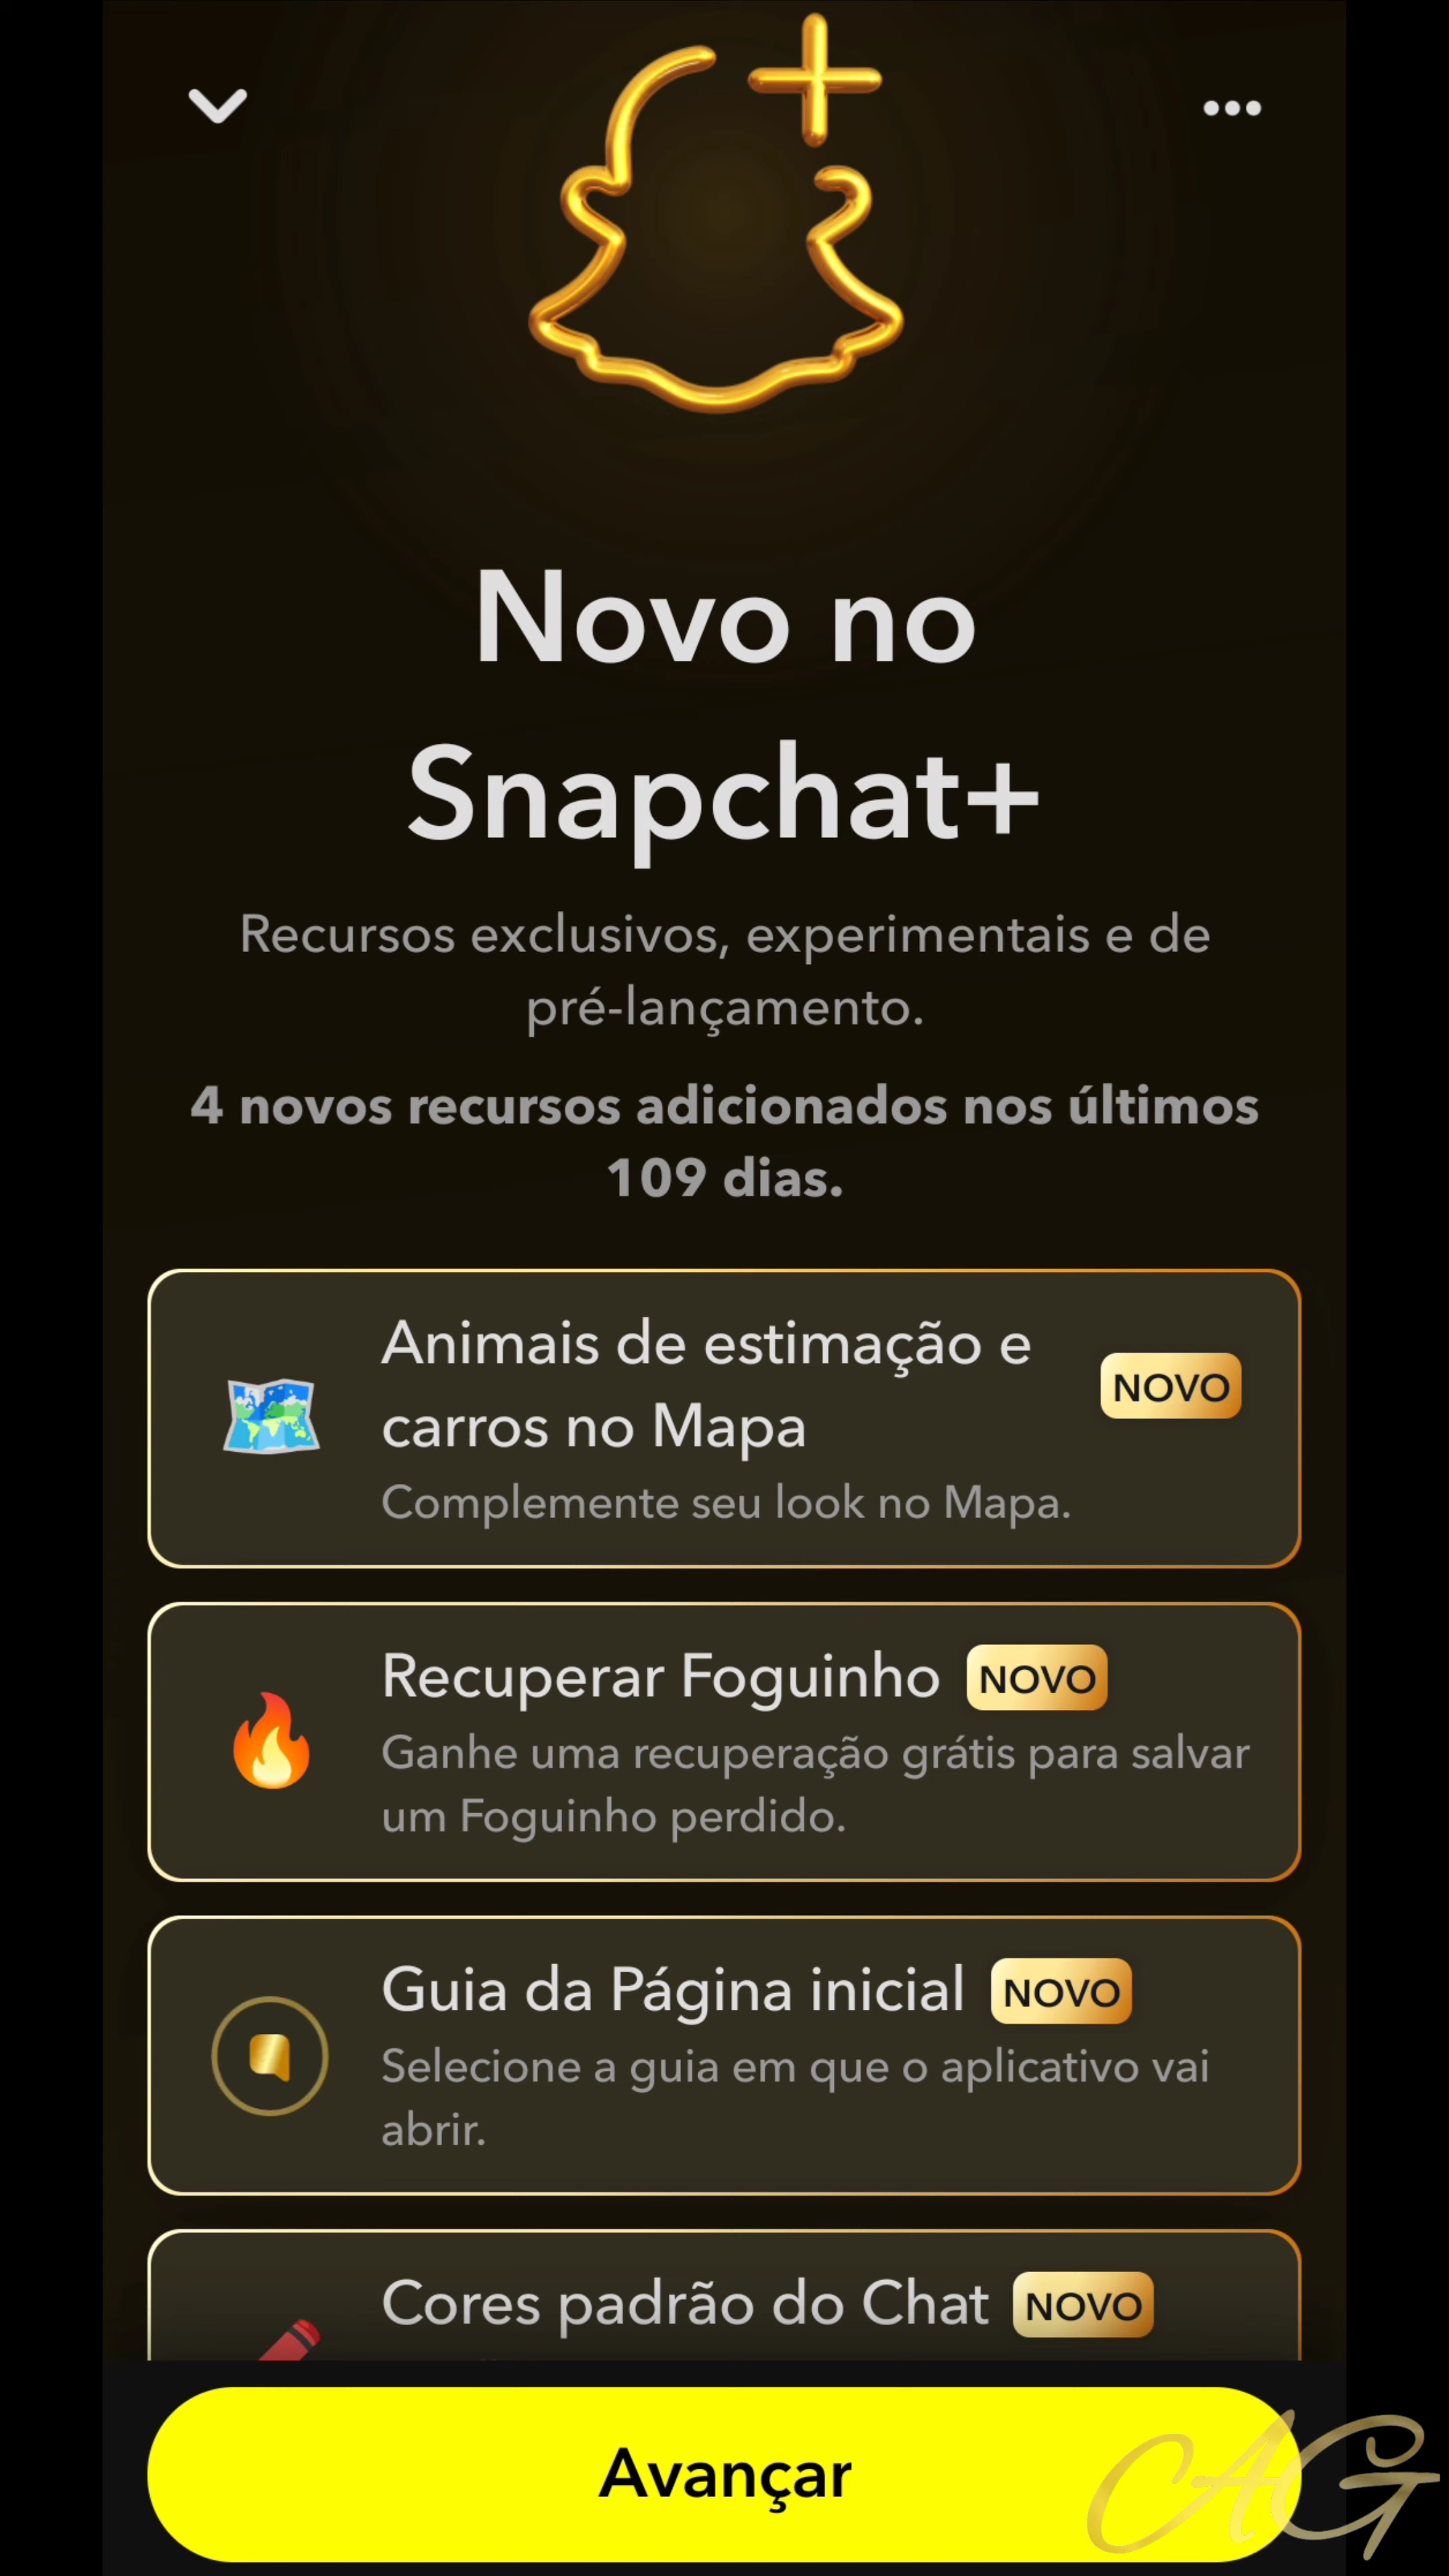 Novo no
Snapchat+
Recursos exclusivos, experimentais e de
pré-lançamento.
4 novos recursos adicionados nos últimos
109 dias.
Animais de estimação e
carros no Mapa
NOVO
Complemente seu look no Mapa.
Recuperar Foguinho NOVO
Ganhe uma recuperação grátis para salvar
um Foguinho perdido.
Guia da Página inicial NOVO
Selecione a guia em que o aplicativo vai
abrir.
Cores padrão do Chat NOVO
Avançar
CAG